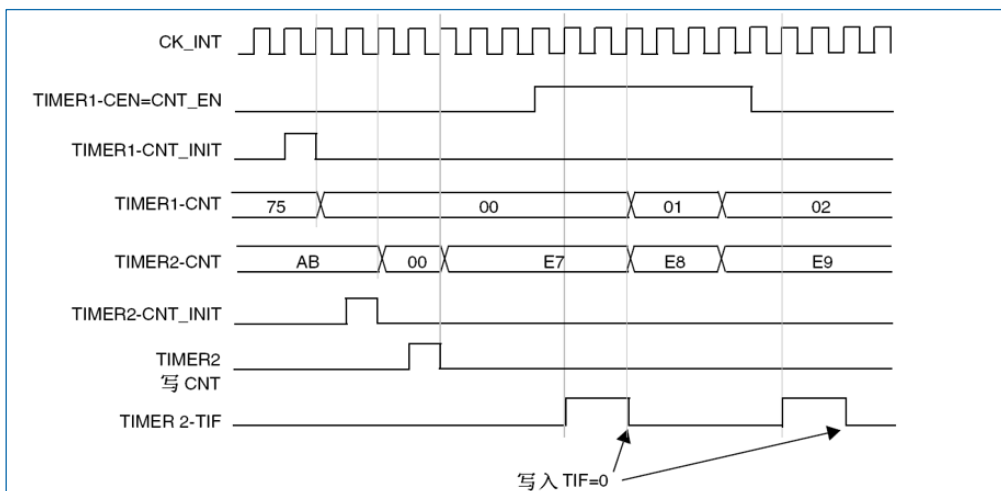 CK_INT
TIMER1-CEN=CNT_EN
TIMER1-CNT_INIT
TIMER1-CNT 75 00 01 02
TIMER2-CNT AB 00 E7 E8 E9
TIMER2-CNT_INIT
TIMER2
写 CNT
TIMER 2-TIF
写入 TIF=0